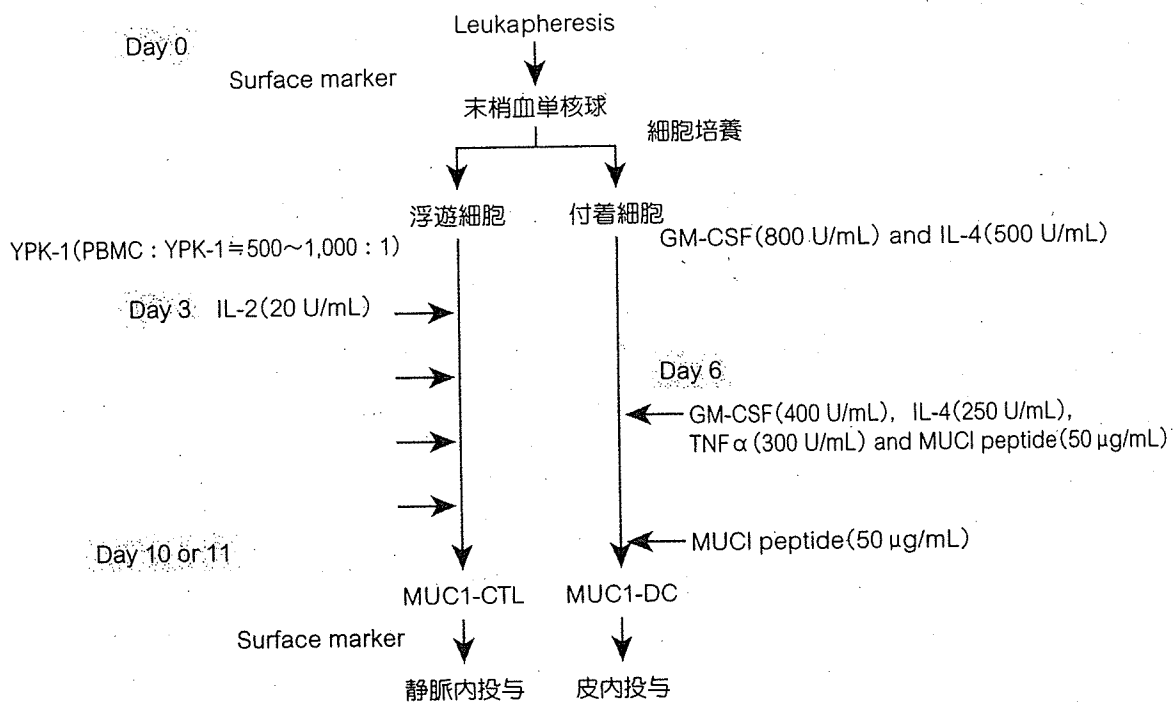 Leukapheresis
Day 0
Surface marker
末梢血単核球
細胞培養
浮遊細胞
付着細胞
YPK-1(PBMC : YPK-1≒500～1,000 : 1)
GM-CSF(800 U/mL) and IL-4(500 U/mL)
Day 3 IL-2(20 U/mL)
Day 6
GM-CSF(400 U/mL), IL-4(250 U/mL),
TNFα(300 U/mL) and MUCI peptide(50 μg/mL)
MUCI peptide(50 μg/mL)
Day 10 or 11
MUC1-CTL
MUC1-DC
Surface marker
静脈内投与
皮内投与